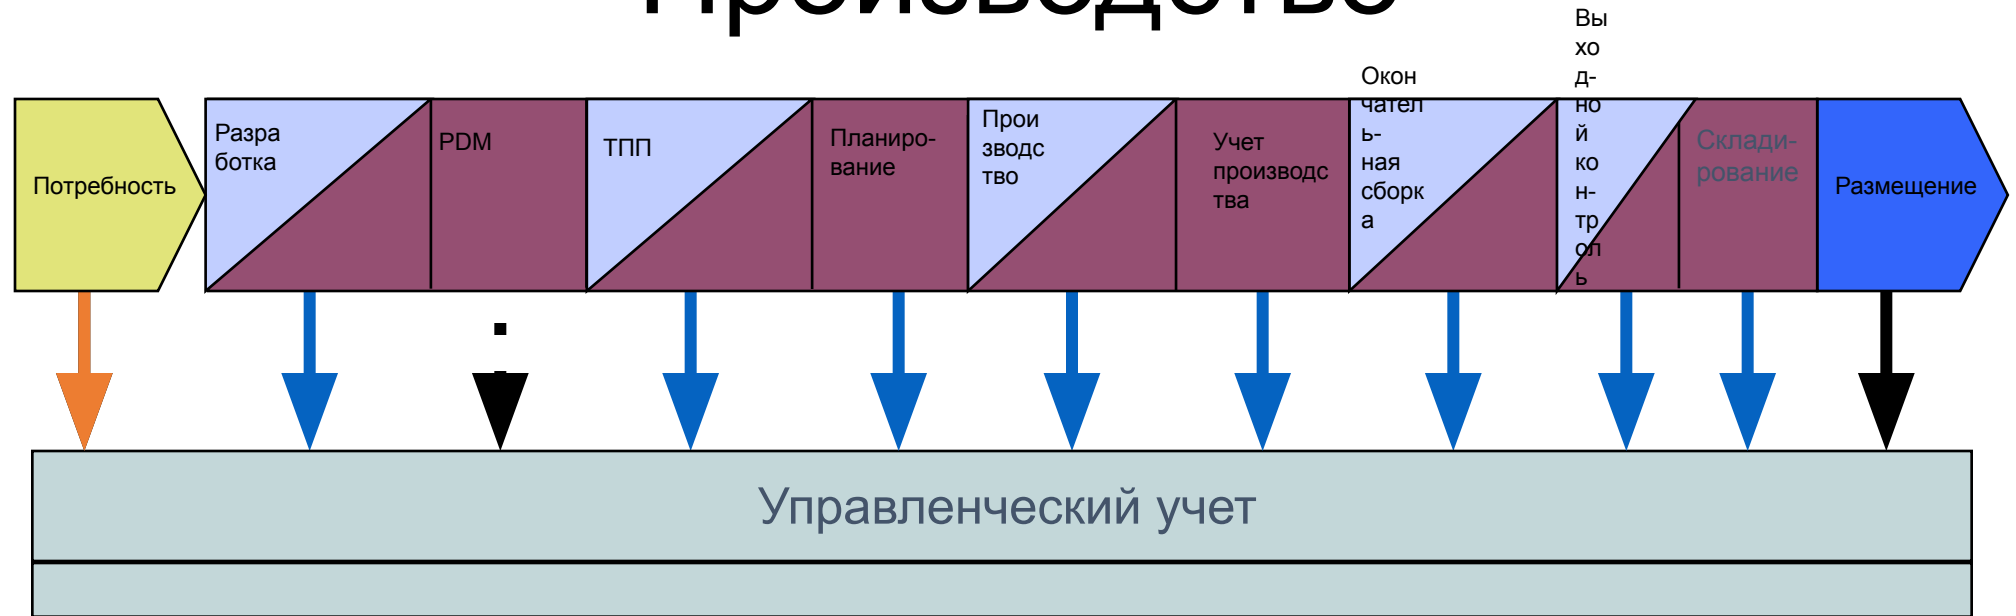 Производство
Потребность
Разра
ботка
PDM
ТПП
Планиро-
вание
Прои
зводс
тво
Учет
производс
тва
Окон
чател
ь-
ная
сборк
а
Вы
хо
д-
но
й
ко
н-
тр
ол
ь
Склади-
рование
Размещение
Управленческий учет